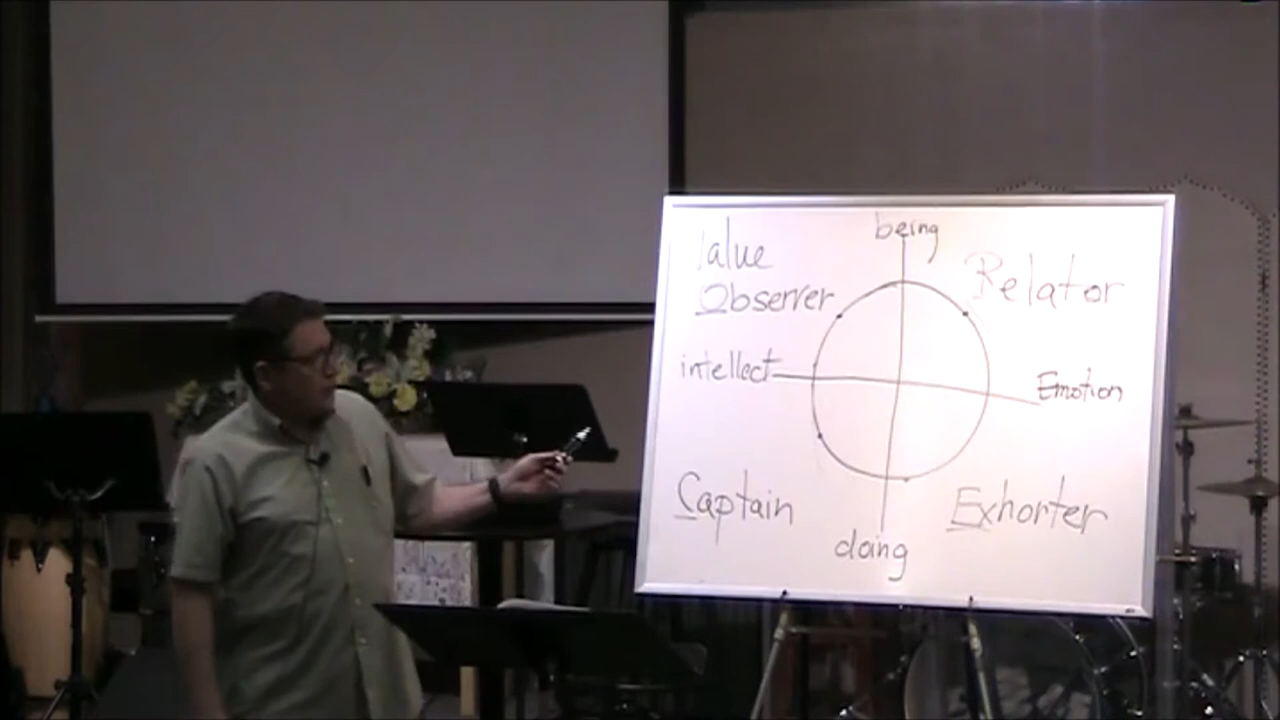 being
Value
Observer
Relator
intellect
Emotion
Captain
Exhorter
doing